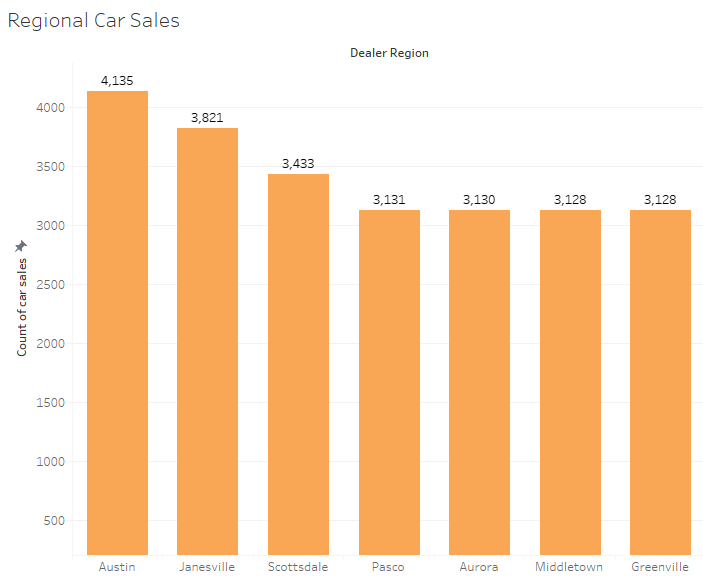 Regional Car Sales
Dealer Region
Count of car sales
4000
3500
3000
2500
2000
1500
1000
500
4,135
3,821
3,433
3,131
3,130
3,128
3,128
Austin
Janesville
Scottsdale
Pasco
Aurora
Middletown
Greenville